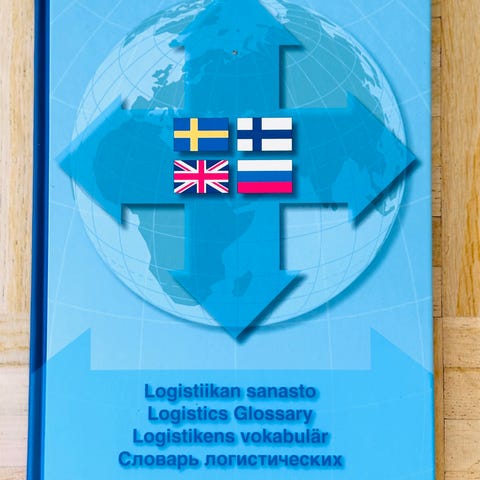 Logistiikan sanasto
Logistics Glossary
Logistikens vokabulär
Словарь логистических